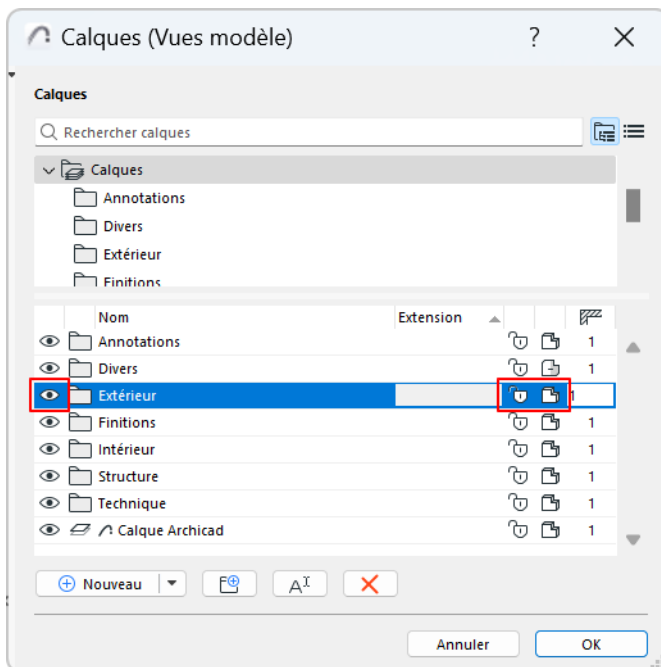 Calques (Vues modèle) ?
Calques
Rechercher calques
Calques
Annotations
Divers
Extérieur
Finitions
Nom Extension
Annotations 1
Divers 1
Extérieur 1
Finitions 1
Intérieur 1
Structure 1
Technique 1
Calque Archicad 1
Nouveau
Annuler OK